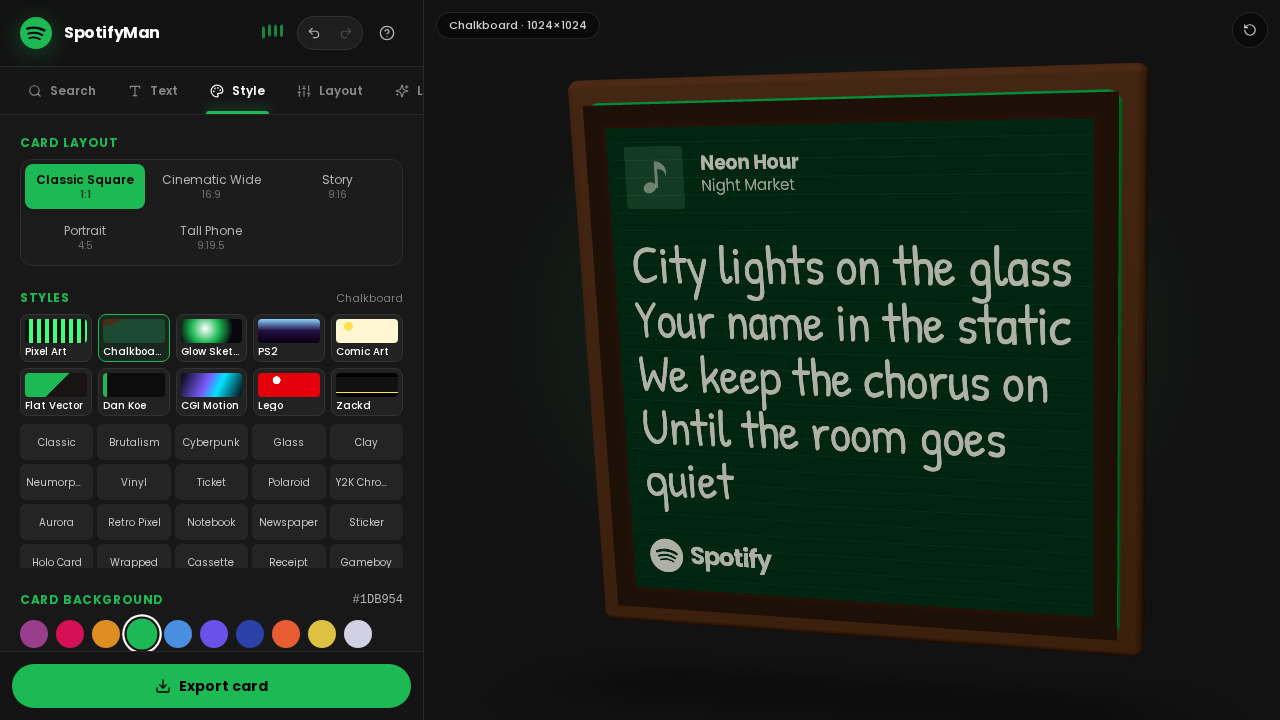 SpotifyMan
Search
Text
Style
Layout
L
CARD LAYOUT
Classic Square
1:1
Cinematic Wide
16:9
Story
9:16
Portrait
4:5
Tall Phone
9:19.5
STYLES
Chalkboard
Pixel Art
Chalkboa...
Glow Sket...
PS2
Comic Art
Flat Vector
Dan Koe
CGI Motion
Lego
Zackd
Classic
Brutalism
Cyberpunk
Glass
Clay
Neumorp...
Vinyl
Ticket
Polaroid
Y2K Chro...
Aurora
Retro Pixel
Notebook
Newspaper
Sticker
Holo Card
Wrapped
Cassette
Receipt
Gameboy
CARD BACKGROUND
#1DB954
Export card
Chalkboard · 1024×1024
Neon Hour
Night Market
City lights on the glass
Your name in the static
We keep the chorus on
Until the room goes
quiet
Spotify